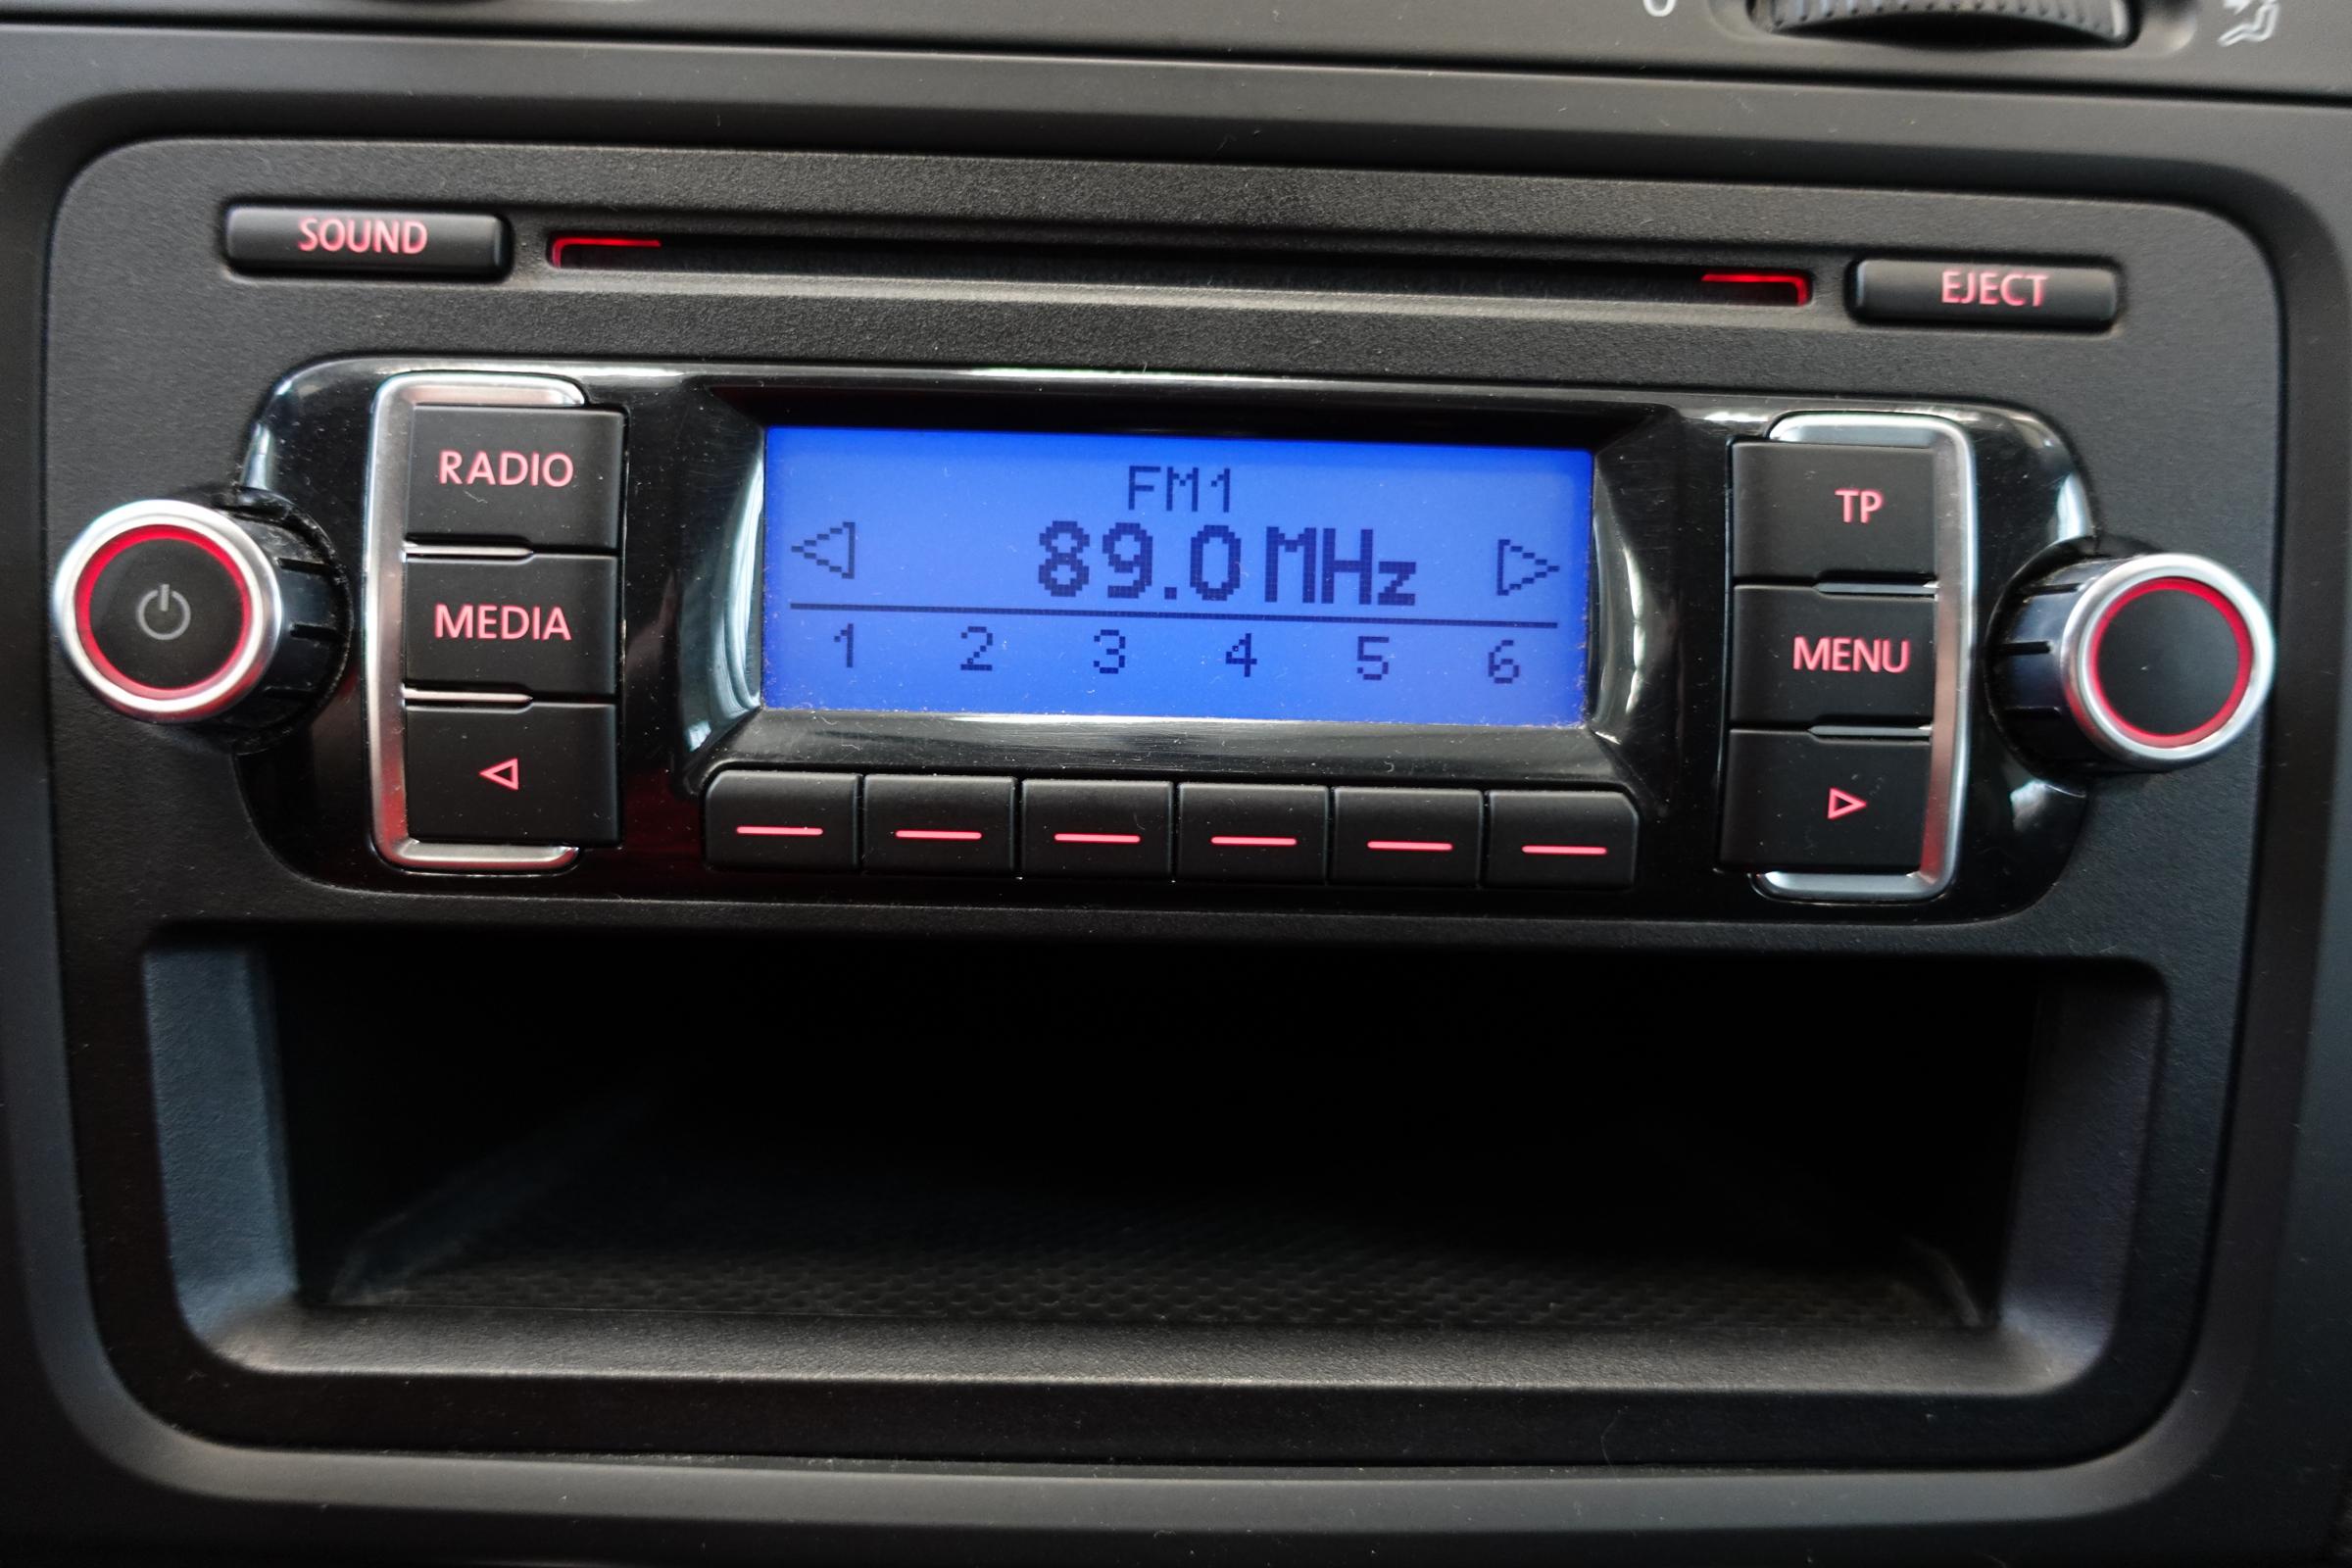 SOUND
EJECT
RADIO
MEDIA
FM1
89.0 MHz
1 2 3 4 5 6
TP
MENU